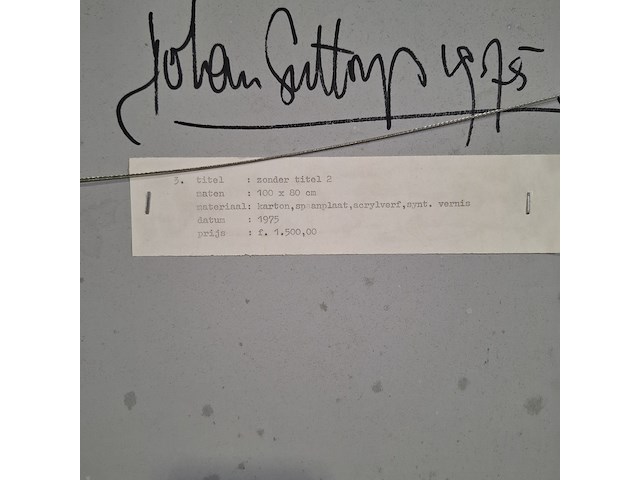 Johan 1975
3. titel : zonder titel 2
maten : 100 x 80 cm
materiaal: karton,spaanplaat,acrylverf,synt. vernis
datum : 1975
prijs : f. 1.500,00